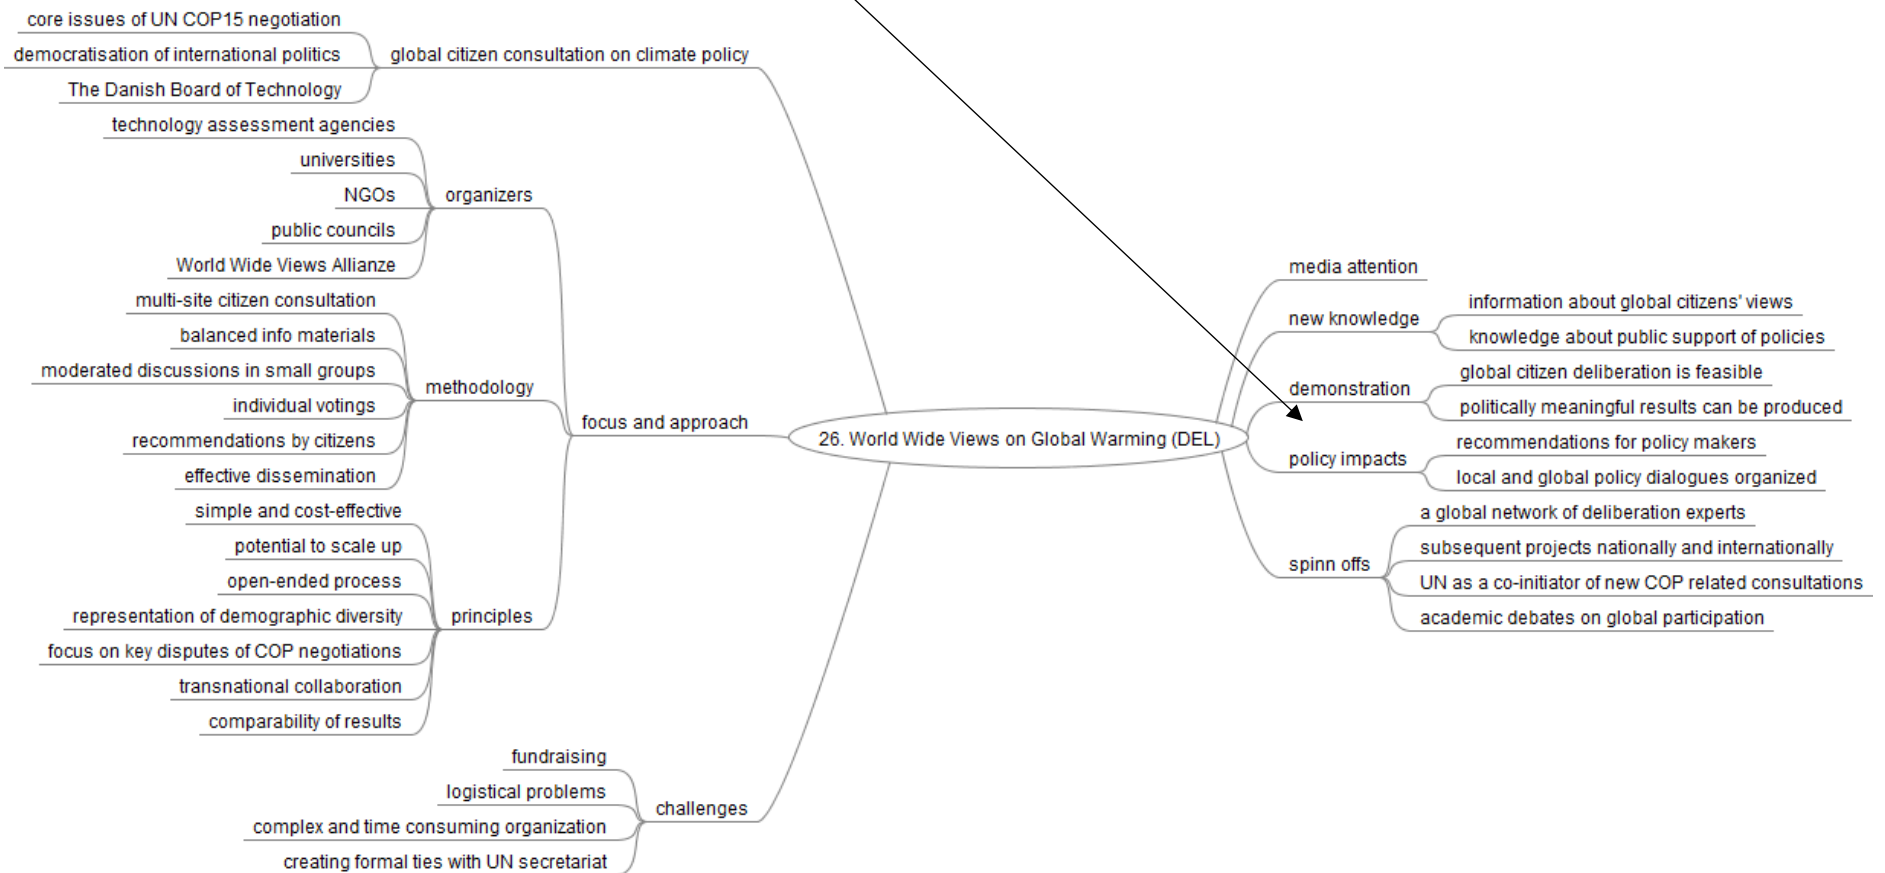 core issues of UN COP15 negotiation
democratisation of international politics
The Danish Board of Technology
global citizen consultation on climate policy
technology assessment agencies
universities
NGOs
public councils
World Wide Views Allianze
organizers
multi-site citizen consultation
balanced info materials
moderated discussions in small groups
individual votings
recommendations by citizens
effective dissemination
methodology
simple and cost-effective
potential to scale up
open-ended process
representation of demographic diversity
focus on key disputes of COP negotiations
transnational collaboration
comparability of results
principles
focus and approach
fundraising
logistical problems
complex and time consuming organization
creating formal ties with UN secretariat
challenges
26. World Wide Views on Global Warming (DEL)
media attention
new knowledge
information about global citizens' views
knowledge about public support of policies
demonstration
global citizen deliberation is feasible
politically meaningful results can be produced
policy impacts
recommendations for policy makers
local and global policy dialogues organized
spinn offs
a global network of deliberation experts
subsequent projects nationally and internationally
UN as a co-initiator of new COP related consultations
academic debates on global participation